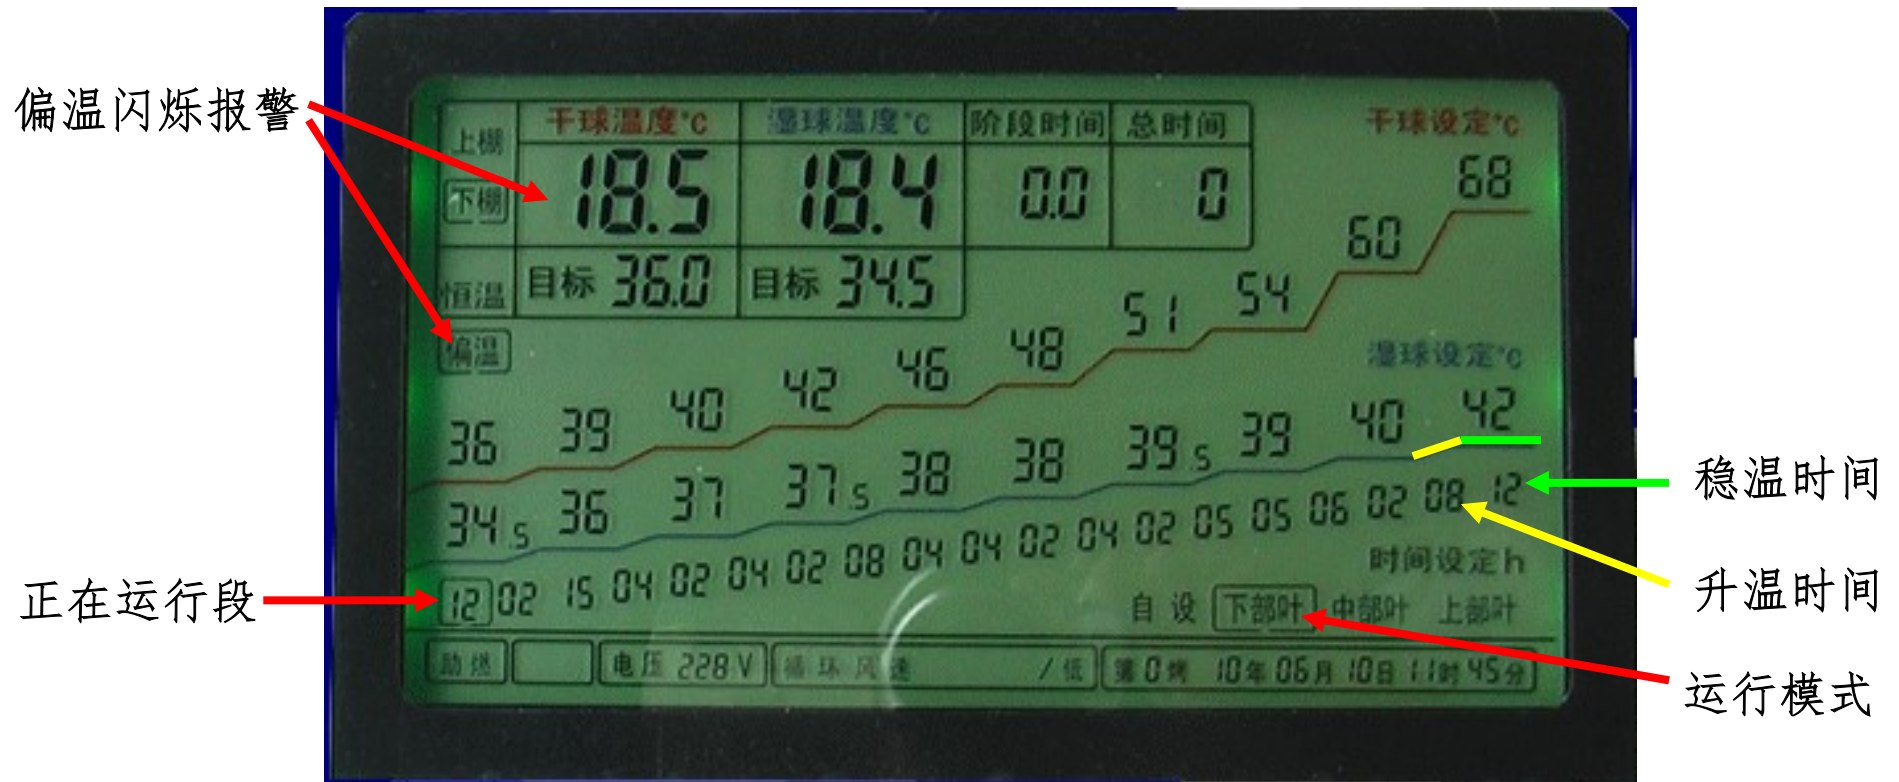 偏温闪烁报警
上棚 干球温度℃ 湿球温度℃ 阶段时间 总时间 干球设定℃
下棚 18.5 18.4 0.0 0
68
60
恒温 目标 36.0 目标 34.5
54
51
48
46
42
40
39
36
偏温
湿球设定℃
34.5 36 37 37.5 38 38 39.5 39 40 42
12 02 15 04 02 04 02 08 04 04 02 04 02 05 05 06 02 08 12
时间设定h
稳温时间
升温时间
正在运行段
自设 下部叶 中部叶 上部叶
运行模式
助燃 电压 228V 循环风速 /低 第0烤 10年06月10日11时45分